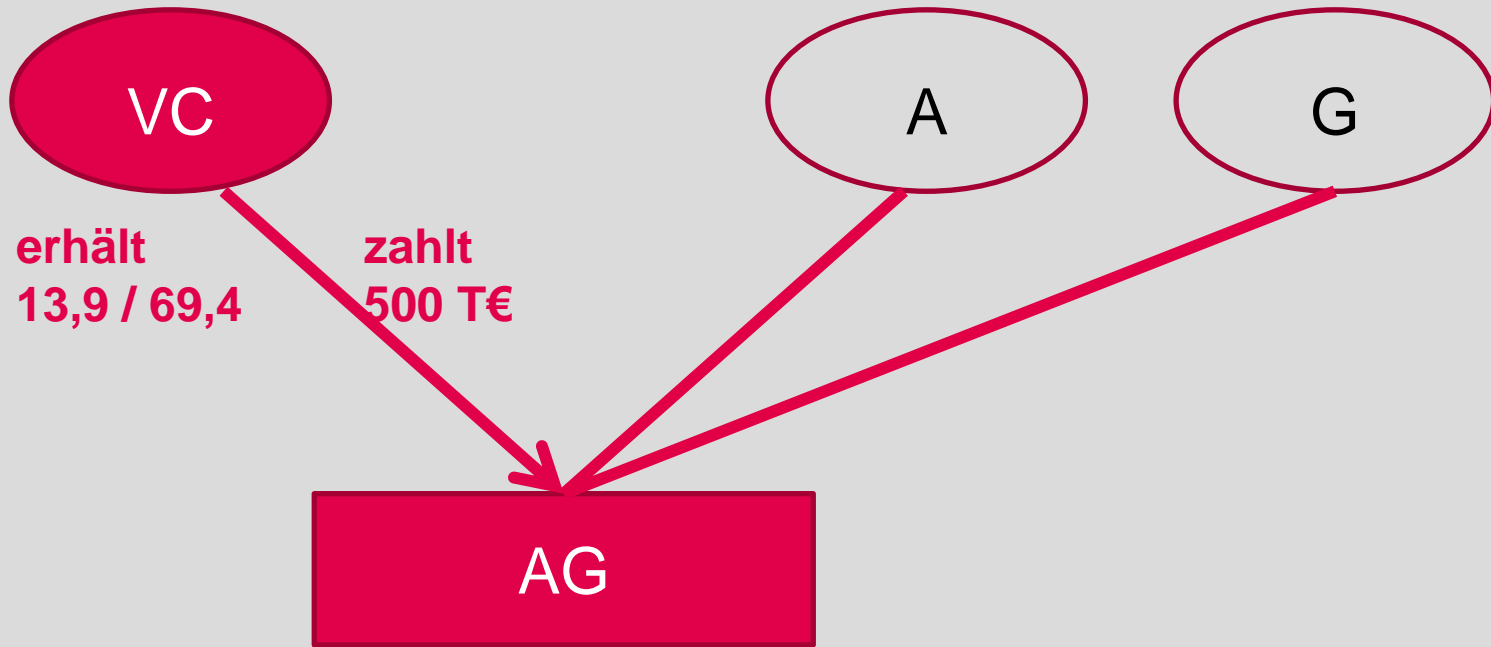 VC
A
G
erhält
13,9 / 69,4
zahlt
500 T€
AG